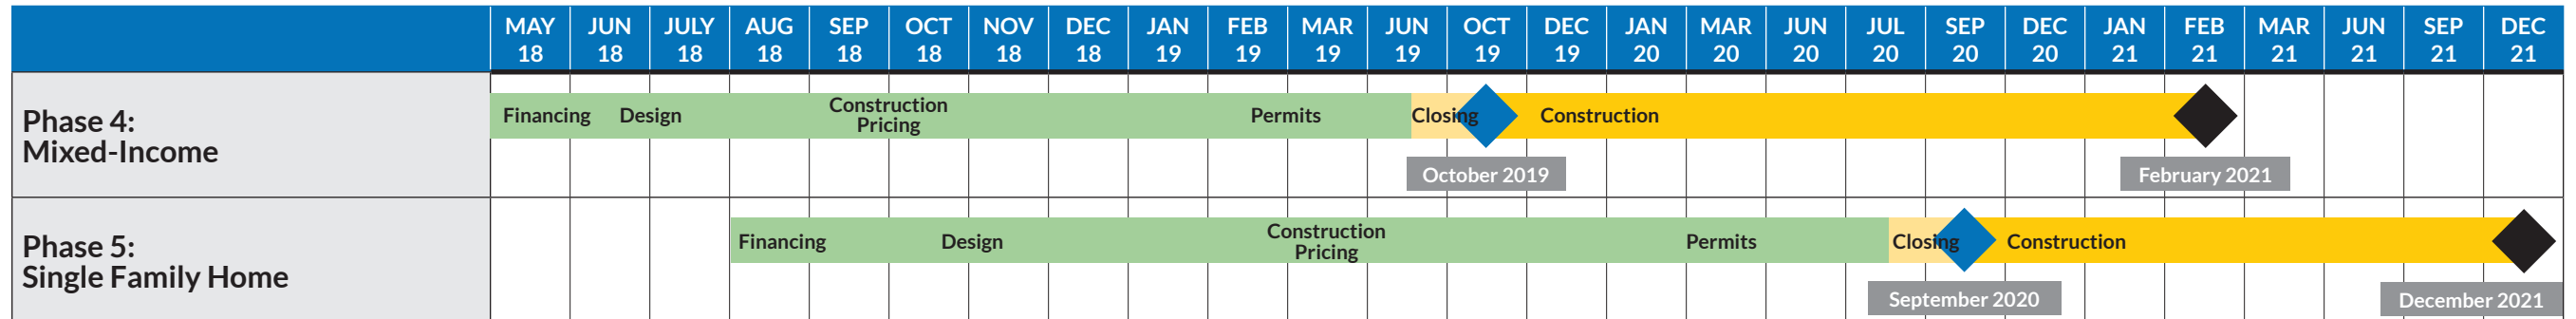 MAY JUN JULY AUG SEP OCT NOV DEC JAN FEB MAR JUN OCT DEC JAN MAR JUN JUL SEP DEC JAN FEB MAR JUN SEP DEC
18 18 18 18 18 18 18 18 19 19 19 19 19 19 20 20 20 20 20 20 21 21 21 21 21 21
Phase 4:
Mixed-Income
Financing Design
Construction
Pricing
Permits
Closing
Construction
October 2019
February 2021
Phase 5:
Single Family Home
Financing
Design
Construction
Pricing
Permits
Closing
Construction
September 2020
December 2021